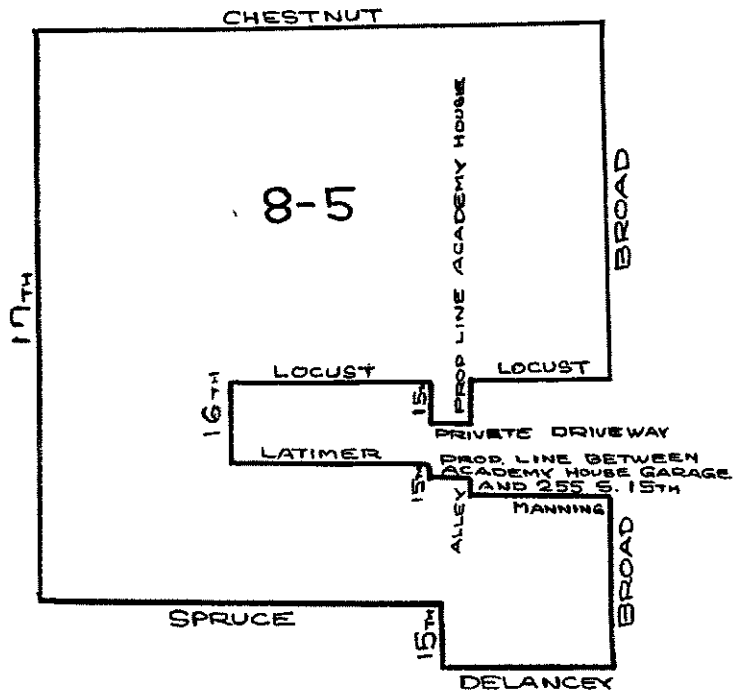 CHESTNUT
17TH
8-5
PROP LINE ACADEMY HOUSE
BROAD
LOCUST
15TH
LOCUST
16TH
PRIVATE DRIVEWAY
LATIMER
15TH
PROP. LINE BETWEEN
ACADEMY HOUSE GARAGE
AND 255 S. 15TH
ALLEY
MANNING
BROAD
SPRUCE
15TH
DELANCEY